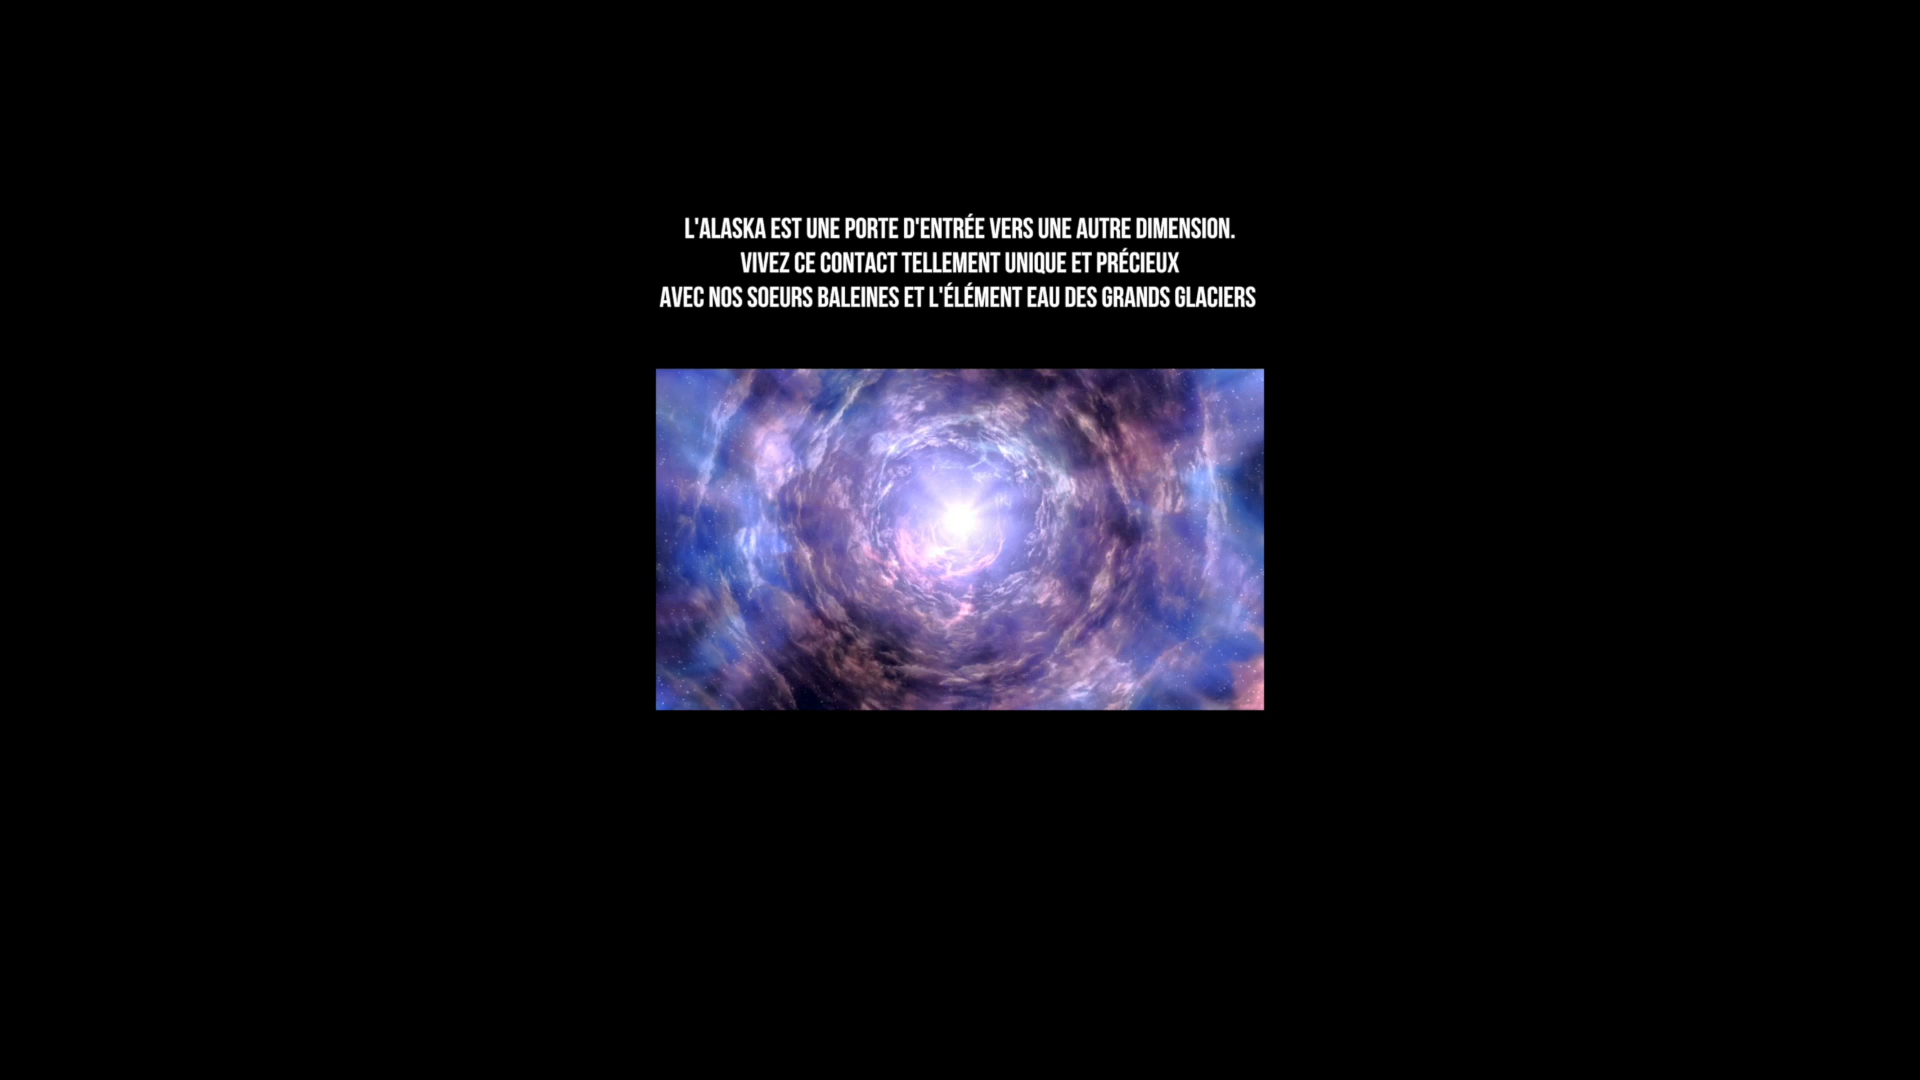 L'ALASKA EST UNE PORTE D'ENTRÉE VERS UNE AUTRE DIMENSION.
VIVEZ CE CONTACT TELLEMENT UNIQUE ET PRÉCIEUX
AVEC NOS SOEURS BALEINES ET L'ÉLÉMENT EAU DES GRANDS GLACIERS